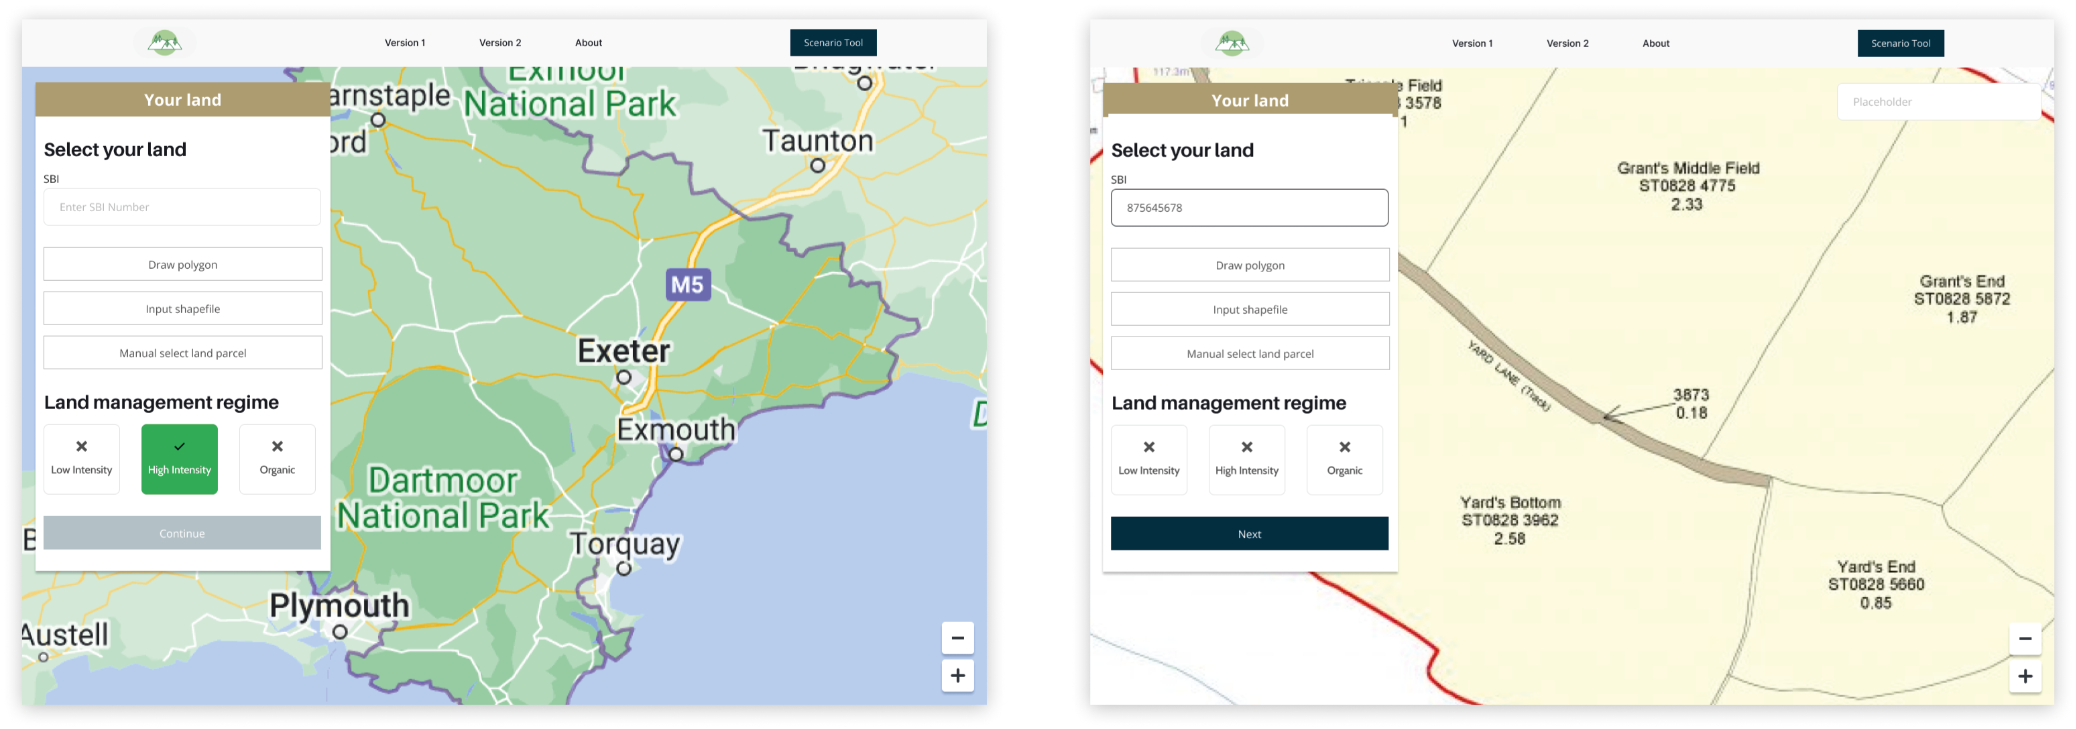 Version 1
Version 2
About
Scenario Tool
Exmoor
National Park
Bridgwater
arnstaple
ord
Taunton
Your land
Select your land
SBI
Enter SBI Number
Draw polygon
Input shapefile
Manual select land parcel
Land management regime
Low Intensity
High Intensity
Organic
Continue
M5
Exeter
Exmouth
Dartmoor
National Park
Torquay
Plymouth
Austell
B
D
Version 1
Version 2
About
Scenario Tool
117.3m
Field
3578
1
Placeholder
Your land
Select your land
SBI
875645678
Draw polygon
Input shapefile
Manual select land parcel
Land management regime
Low Intensity
High Intensity
Organic
Next
Grant's Middle Field
ST0828 4775
2.33
Grant's End
ST0828 5872
1.87
YARD LANE (Track)
3873
0.18
Yard's Bottom
ST0828 3962
2.58
Yard's End
ST0828 5660
0.85